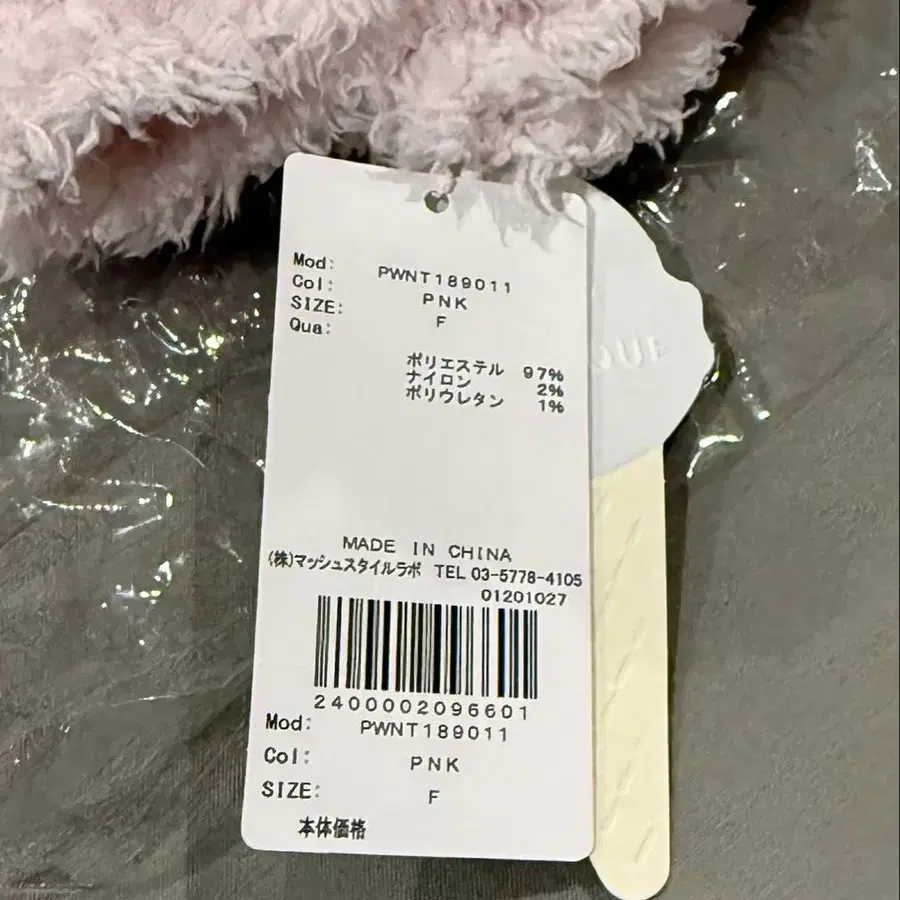 Mod: PWNT189011
Col: PNK
SIZE: F
Qua:
ポリエステル 97%
ナイロン 2%
ポリウレタン 1%
MADE IN CHINA
(株)マッシュスタイルラボ TEL 03-5778-4105
01201027
2400002096601
Mod: PWNT189011
Col: PNK
SIZE: F
本体価格